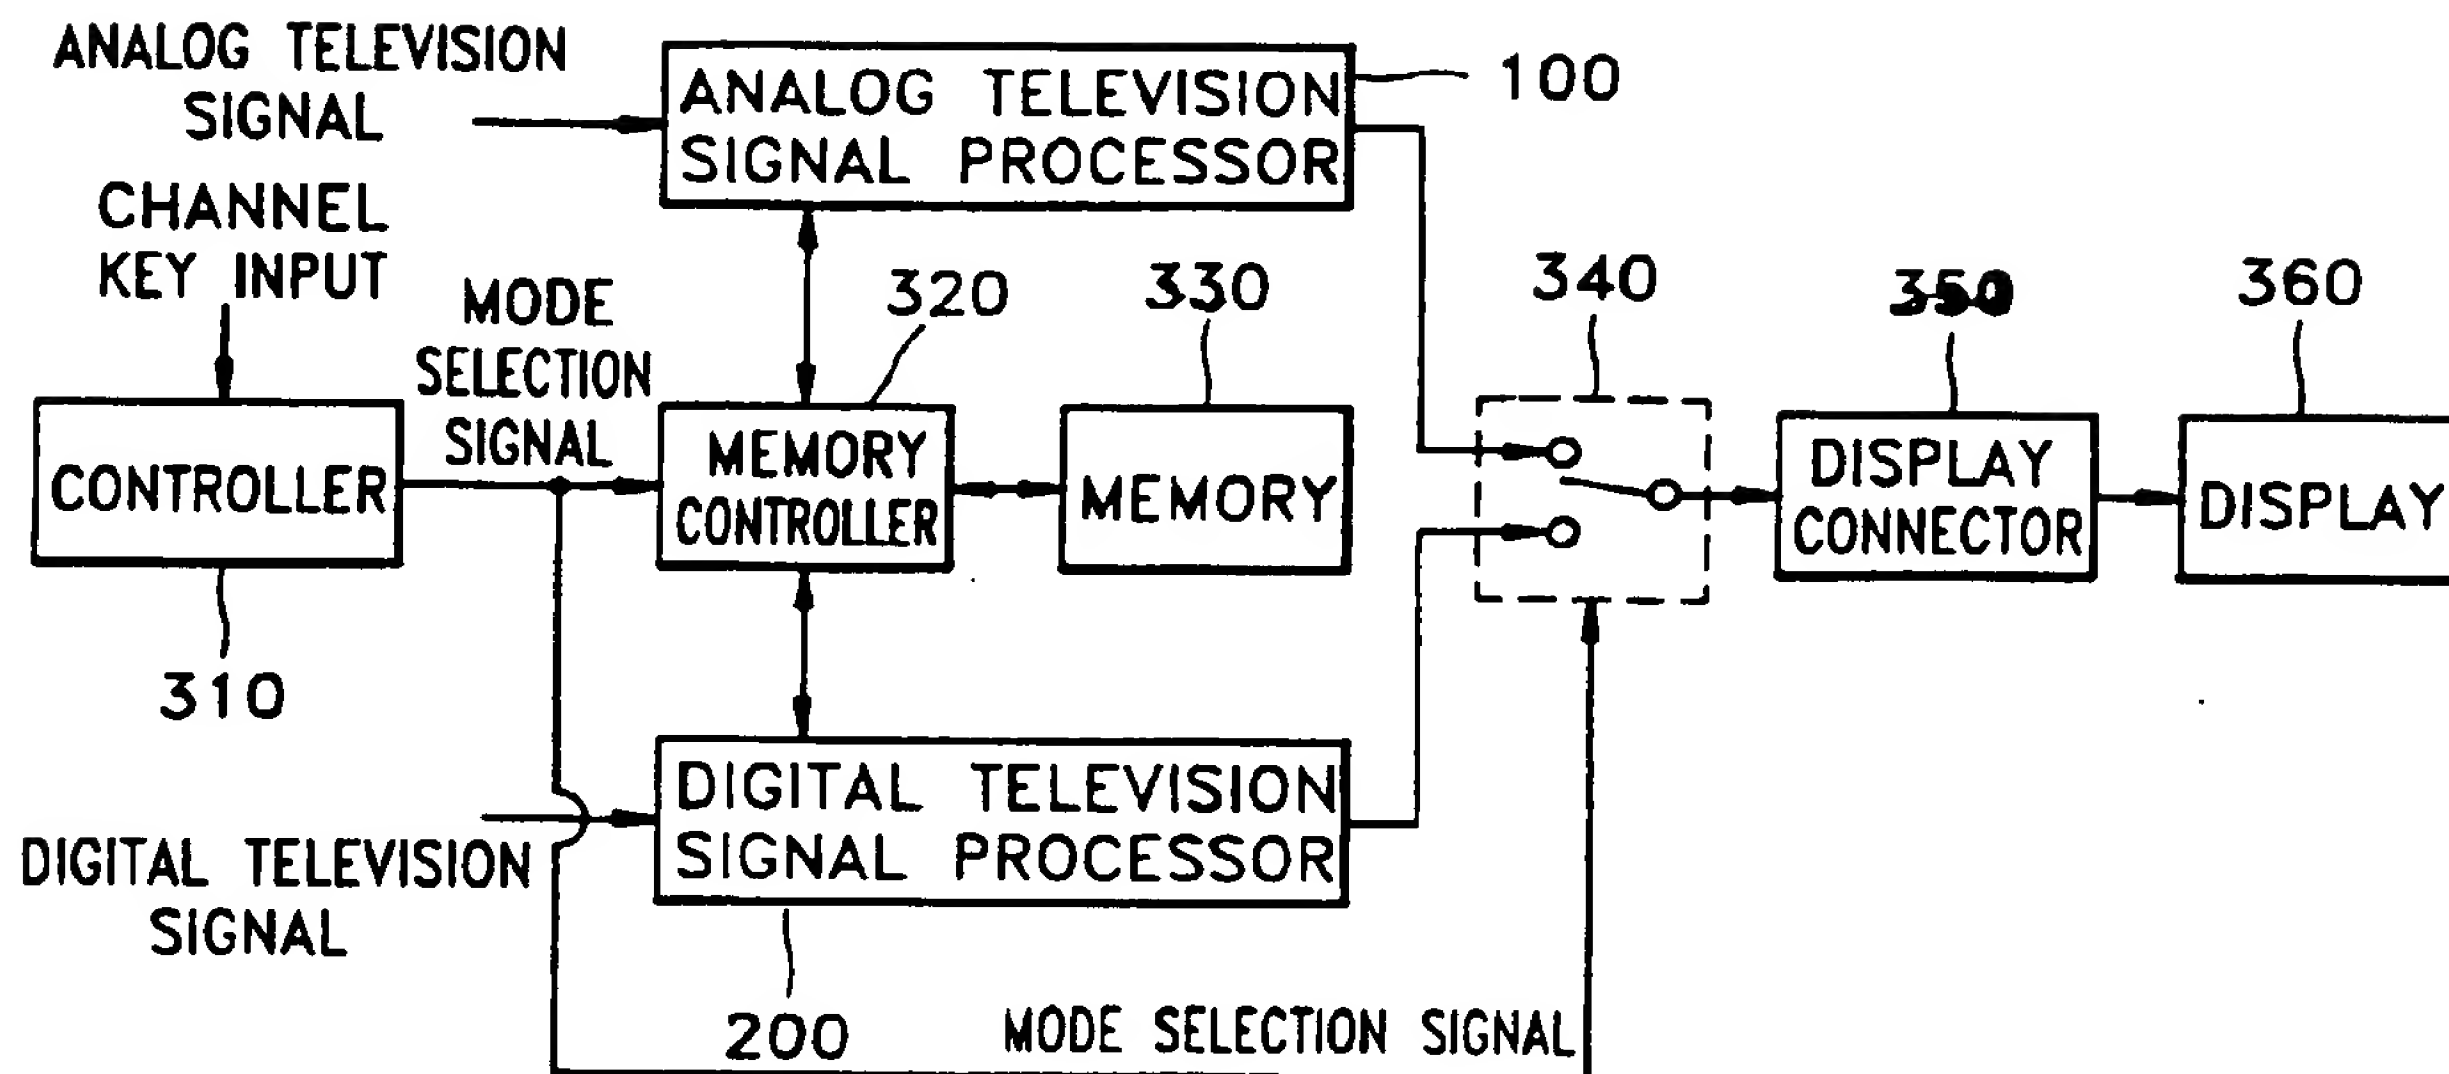 ANALOG TELEVISION
SIGNAL
ANALOG TELEVISION
SIGNAL PROCESSOR
100
CHANNEL
KEY INPUT
MODE
SELECTION
SIGNAL
320
330
340
350
360
CONTROLLER
MEMORY
CONTROLLER
MEMORY
DISPLAY
CONNECTOR
DISPLAY
310
DIGITAL TELEVISION
SIGNAL
DIGITAL TELEVISION
SIGNAL PROCESSOR
200
MODE SELECTION SIGNAL